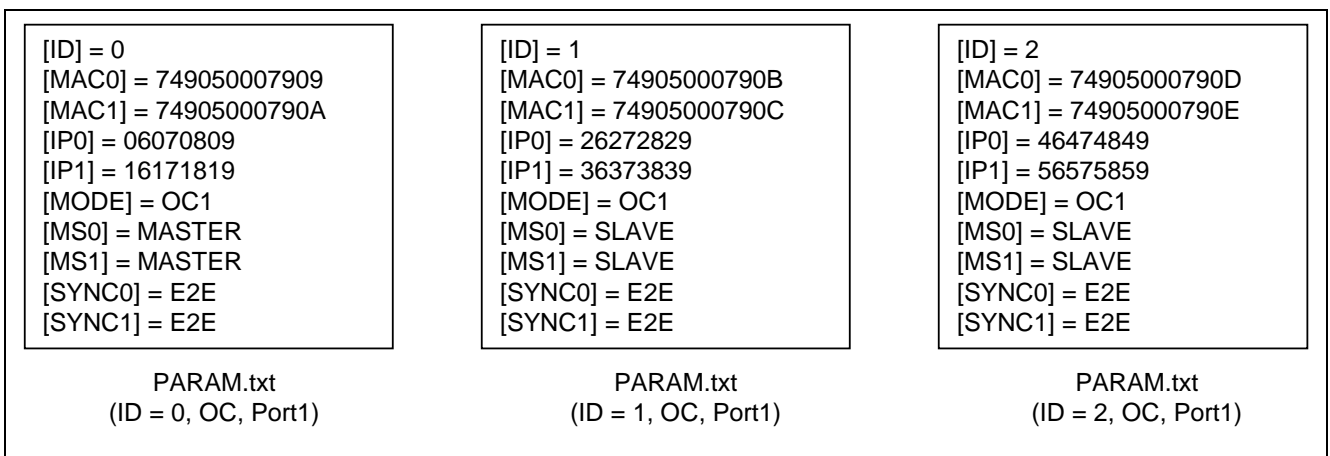 [ID] = 0
[MAC0] = 749050007909
[MAC1] = 74905000790A
[IP0] = 06070809
[IP1] = 16171819
[MODE] = OC1
[MS0] = MASTER
[MS1] = MASTER
[SYNC0] = E2E
[SYNC1] = E2E
PARAM.txt
(ID = 0, OC, Port1)
[ID] = 1
[MAC0] = 74905000790B
[MAC1] = 74905000790C
[IP0] = 26272829
[IP1] = 36373839
[MODE] = OC1
[MS0] = SLAVE
[MS1] = SLAVE
[SYNC0] = E2E
[SYNC1] = E2E
PARAM.txt
(ID = 1, OC, Port1)
[ID] = 2
[MAC0] = 74905000790D
[MAC1] = 74905000790E
[IP0] = 46474849
[IP1] = 56575859
[MODE] = OC1
[MS0] = SLAVE
[MS1] = SLAVE
[SYNC0] = E2E
[SYNC1] = E2E
PARAM.txt
(ID = 2, OC, Port1)